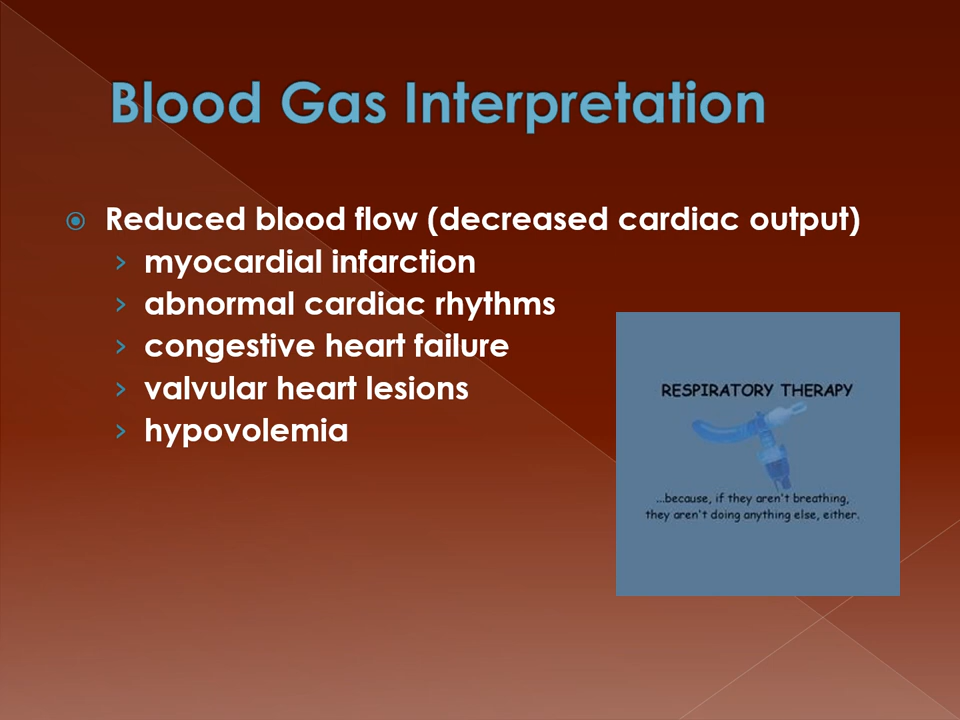 Blood Gas Interpretation
Reduced blood flow (decreased cardiac output)
myocardial infarction
abnormal cardiac rhythms
congestive heart failure
valvular heart lesions
hypovolemia
RESPIRATORY THERAPY
...because, if they aren't breathing,
they aren't doing anything else, either.